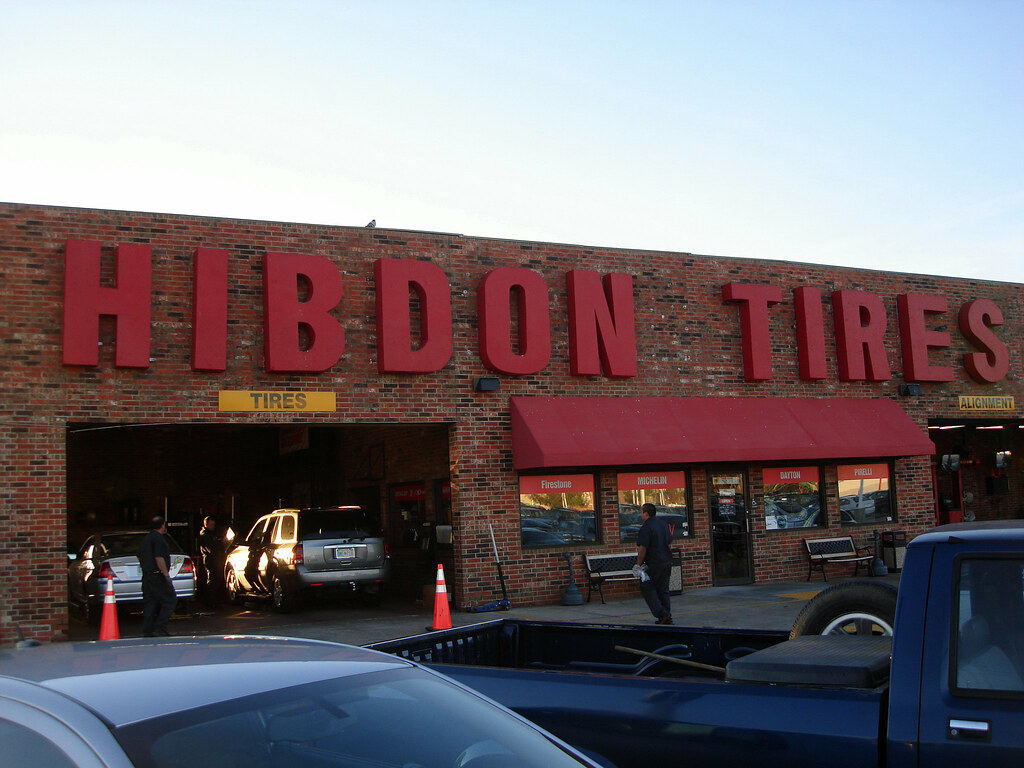 HIBDON TIRES
TIRES
ALIGNMENT
Firestone
MICHELIN
DAYTON
PIRELLI